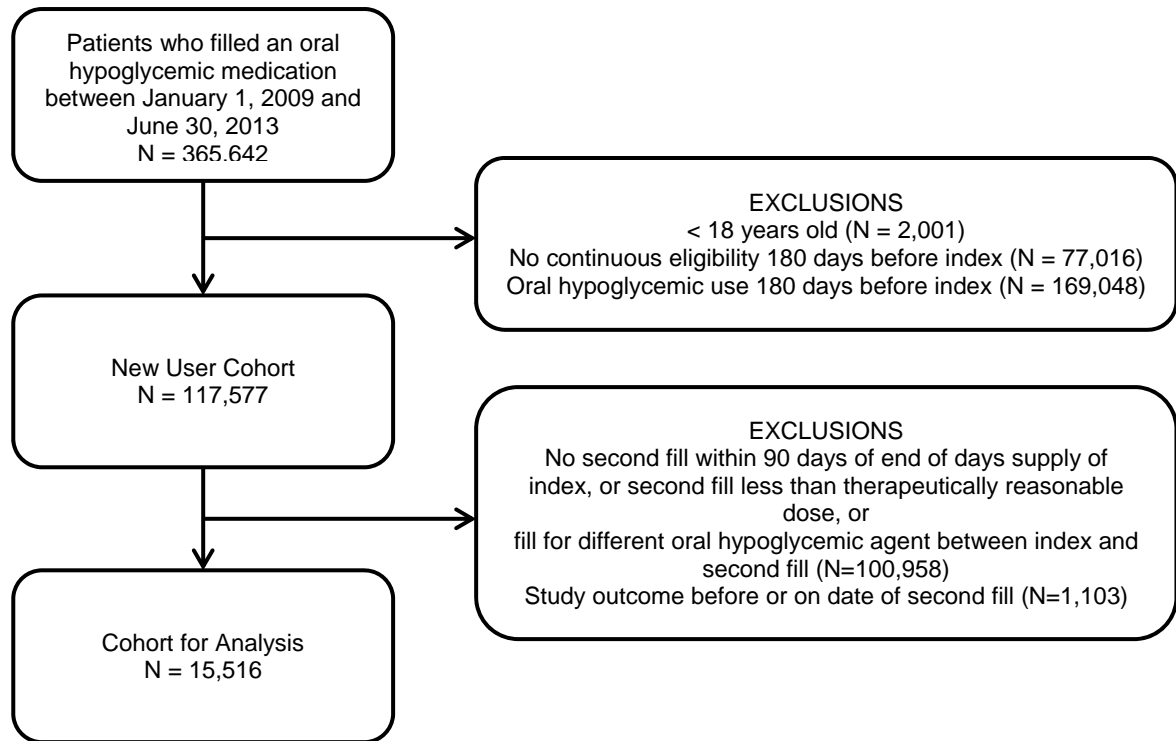 Patients who filled an oral
hypoglycemic medication
between January 1, 2009 and
June 30, 2013
N = 365,642
EXCLUSIONS
< 18 years old (N = 2,001)
No continuous eligibility 180 days before index (N = 77,016)
Oral hypoglycemic use 180 days before index (N = 169,048)
New User Cohort
N = 117,577
EXCLUSIONS
No second fill within 90 days of end of days supply of
index, or second fill less than therapeutically reasonable
dose, or
fill for different oral hypoglycemic agent between index and
second fill (N=100,958)
Study outcome before or on date of second fill (N=1,103)
Cohort for Analysis
N = 15,516